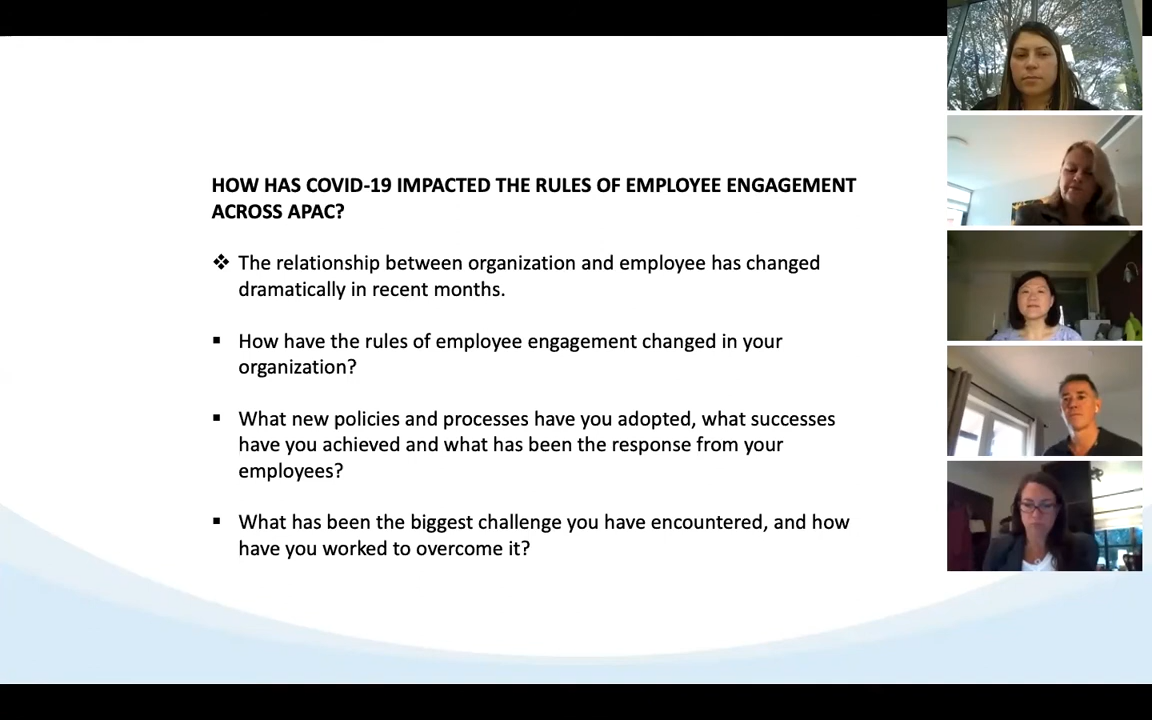 HOW HAS COVID-19 IMPACTED THE RULES OF EMPLOYEE ENGAGEMENT
ACROSS APAC?
❖ The relationship between organization and employee has changed
dramatically in recent months.
▪ How have the rules of employee engagement changed in your
organization?
▪ What new policies and processes have you adopted, what successes
have you achieved and what has been the response from your
employees?
▪ What has been the biggest challenge you have encountered, and how
have you worked to overcome it?